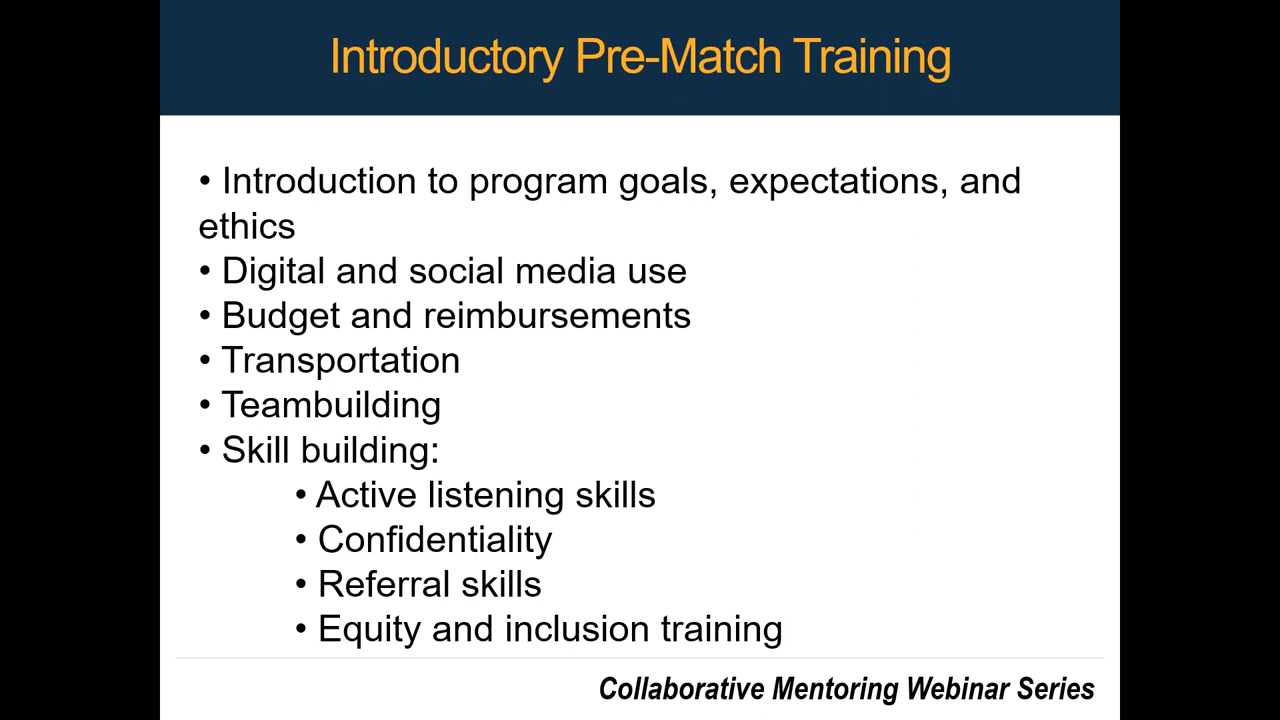 Introductory Pre-Match Training
• Introduction to program goals, expectations, and
ethics
• Digital and social media use
• Budget and reimbursements
• Transportation
• Teambuilding
• Skill building:
• Active listening skills
• Confidentiality
• Referral skills
• Equity and inclusion training
Collaborative Mentoring Webinar Series